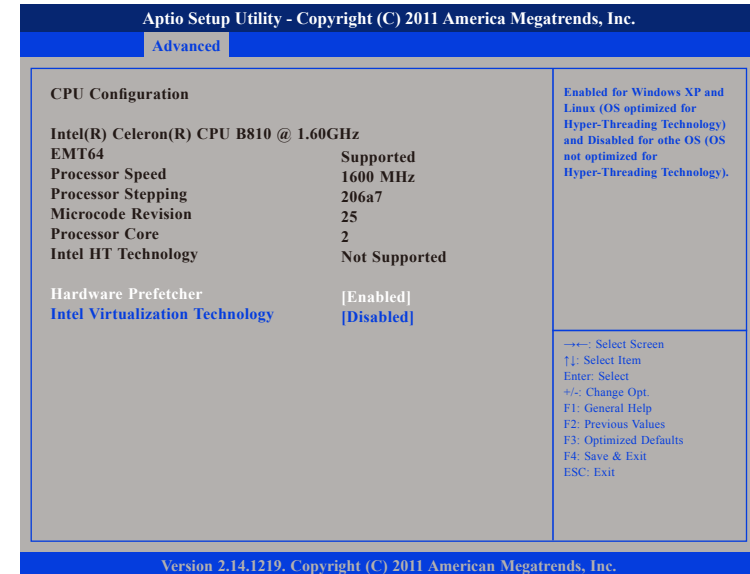 Aptio Setup Utility - Copyright (C) 2011 America Megatrends, Inc.
Advanced
CPU Configuration
Intel(R) Celeron(R) CPU B810 @ 1.60GHz
EMT64 Supported
Processor Speed 1600 MHz
Processor Stepping 206a7
Microcode Revision 25
Processor Core 2
Intel HT Technology Not Supported
Hardware Prefetcher [Enabled]
Intel Virtualization Technology [Disabled]
Enabled for Windows XP and
Linux (OS optimized for
Hyper-Threading Technology)
and Disabled for othe OS (OS
not optimized for
Hyper-Threading Technology).
→←: Select Screen
↑↓: Select Item
Enter: Select
+/-: Change Opt.
F1: General Help
F2: Previous Values
F3: Optimized Defaults
F4: Save & Exit
ESC: Exit
Version 2.14.1219. Copyright (C) 2011 American Megatrends, Inc.